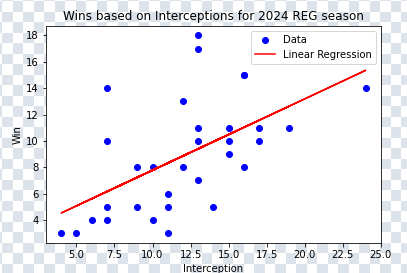 Wins based on Interceptions for 2024 REG season
Data
Linear Regression
Win
18
16
14
12
10
8
6
4
5.0 7.5 10.0 12.5 15.0 17.5 20.0 22.5 25.0
Interception